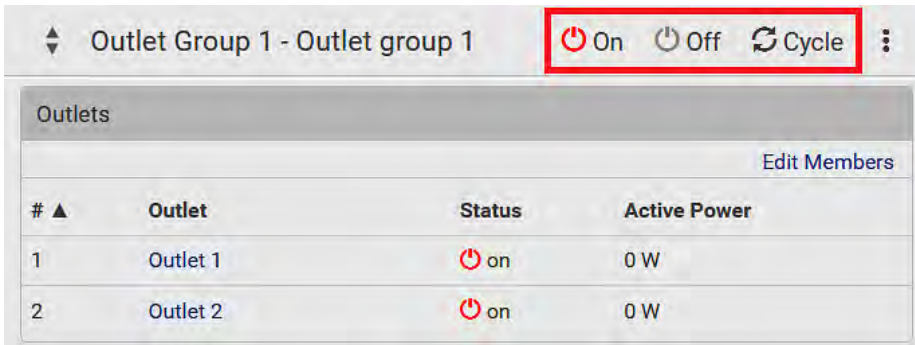 Outlet Group 1 - Outlet group 1 On Off Cycle
Outlets
Edit Members
# ▲ Outlet Status Active Power
1 Outlet 1 on 0 W
2 Outlet 2 on 0 W